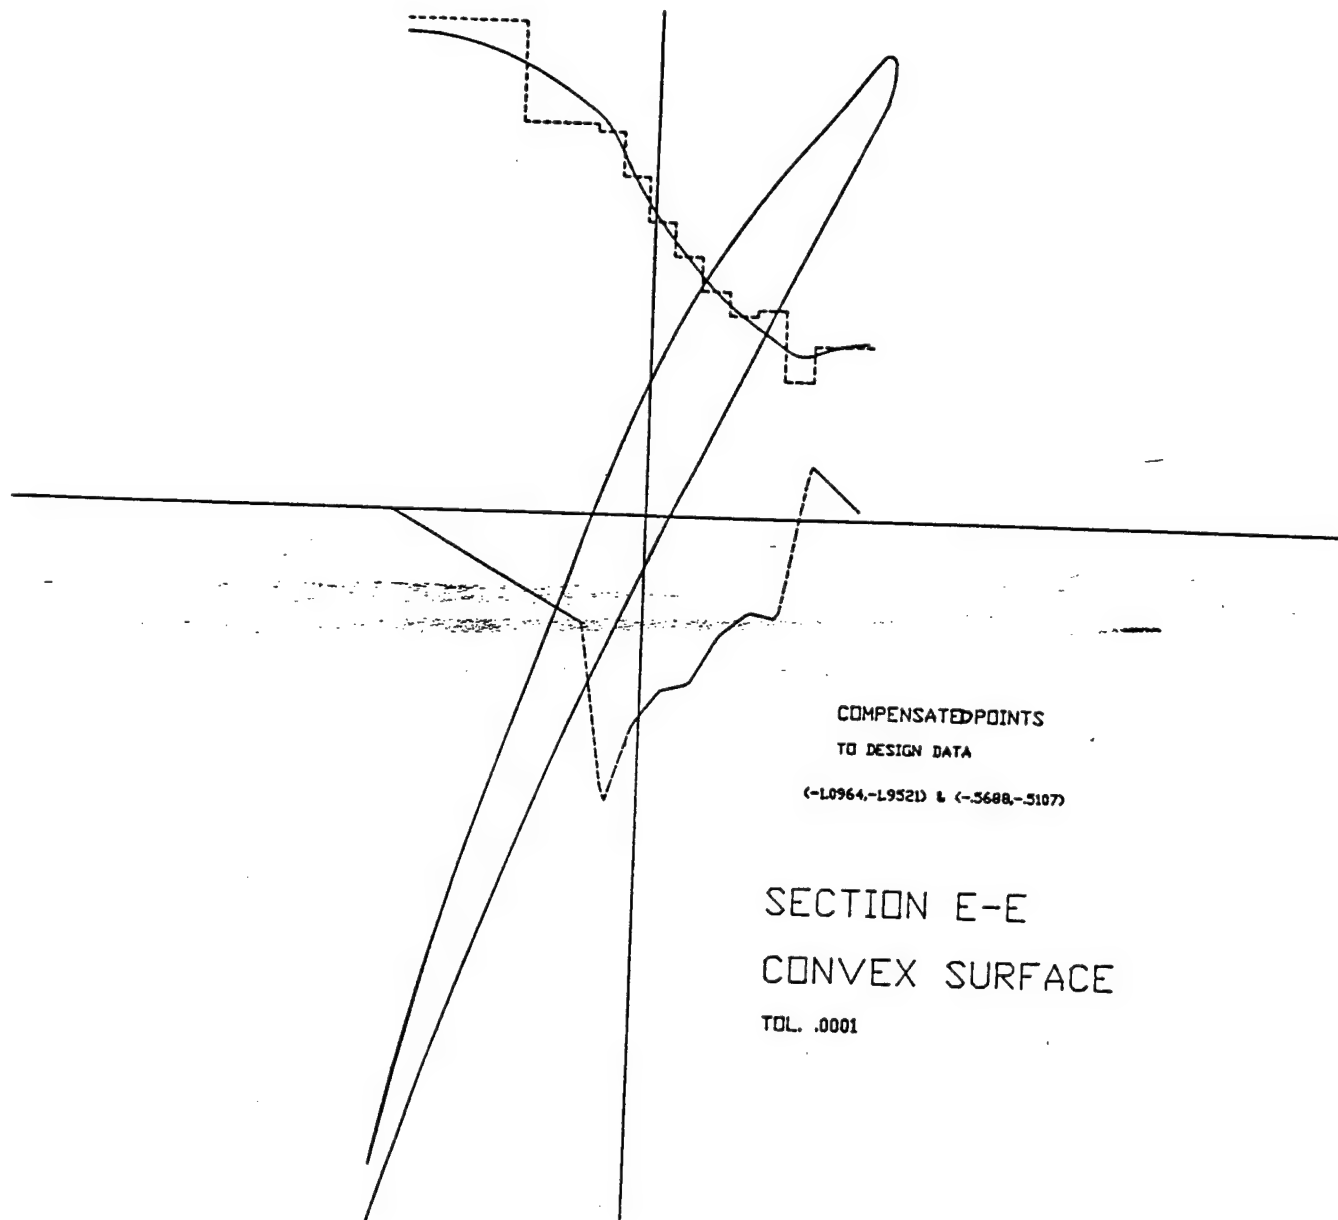 COMPENSATEDPOINTS
TO DESIGN DATA
(-1.0964,-1.9521) & (-.5688,-.5107)
SECTION E-E
CONVEX SURFACE
TOL. .0001